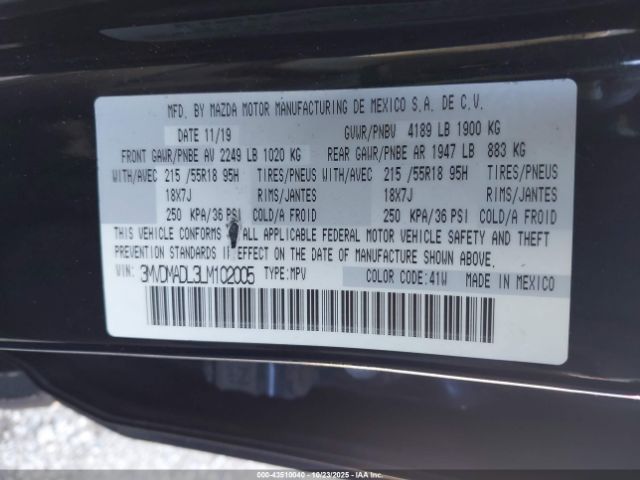 MFD. BY MAZDA MOTOR MANUFACTURING DE MEXICO S.A. DE C.V.
DATE 11/19 GVWR/PNBV 4189 LB 1900 KG
FRONT GAWR/PNBE AV 2249 LB 1020 KG REAR GAWR/PNBE AR 1947 LB 883 KG
WITH/AVEC 215 /55R18 95H TIRES/PNEUS WITH/AVEC 215 /55R18 95H TIRES/PNEUS
18X7J RIMS/JANTES 18X7J RIMS/JANTES
250 KPA/36 PSI COLD/A FROID 250 KPA/36 PSI COLD/A FROID
THIS VEHICLE CONFORMS ALL APPLICABLE FEDERAL MOTOR VEHICLE SAFETY AND THEFT
PREVENTION STANDARDS IN EFFECT ON THE DATE OF MANUFACTURE SHOWN ABOVE.
VIN: 3MVDMADL3LM102005 TYPE:MPV COLOR CODE:41W MADE IN MEXICO
000-43510040 - 10/23/2025 - IAAI.COM